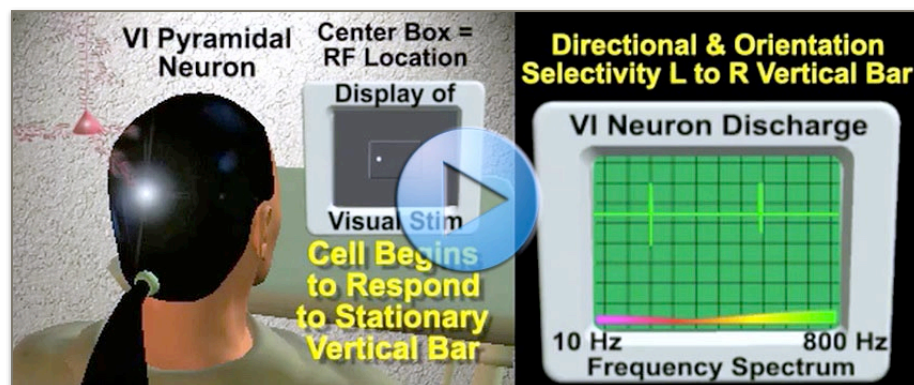 VI Pyramidal
Neuron
Center Box =
RF Location
Display of
Visual Stim
Cell Begins
to Respond
to Stationary
Vertical Bar
Directional & Orientation
Selectivity L to R Vertical Bar
VI Neuron Discharge
10 Hz
800 Hz
Frequency Spectrum